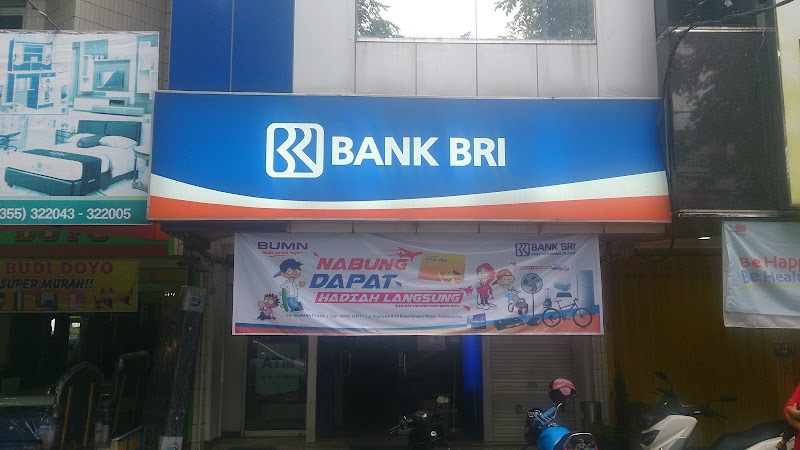 BANK BRI
355) 322043 - 322005
DOYO
BUDI DOYO
SUPER MURAH!!
BUMN
BANK BRI
NABUNG
DAPAT
HADIAH LANGSUNG
Be Happ
Be Heal
ATM